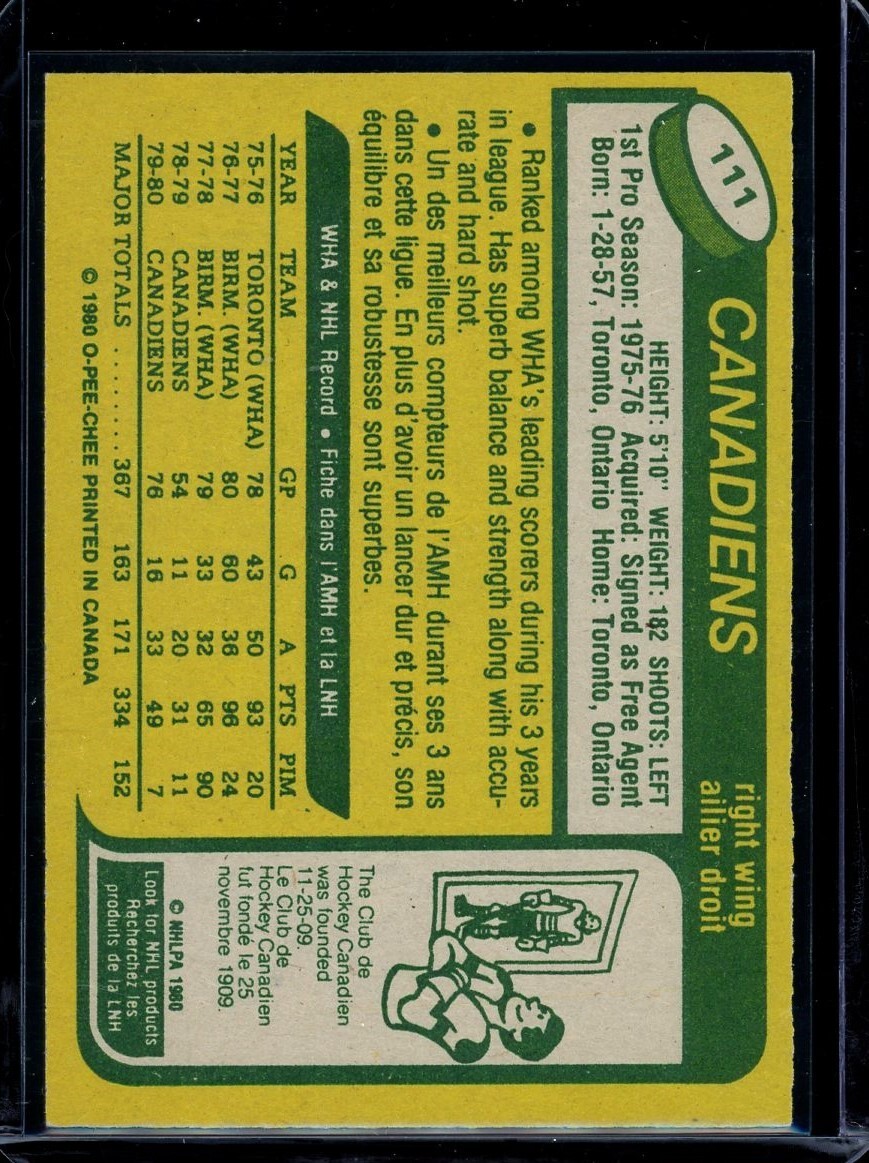 111
CANADIENS
right wing
ailier droit
HEIGHT: 5'10" WEIGHT: 182 SHOOTS: LEFT
1st Pro Season: 1975-76 Acquired: Signed as Free Agent
Born: 1-28-57, Toronto, Ontario Home: Toronto, Ontario
• Ranked among WHA's leading scorers during his 3 years
in league. Has superb balance and strength along with accu-
rate and hard shot.
• Un des meilleurs compteurs de l'AMH durant ses 3 ans
dans cette ligue. En plus d'avoir un lancer dur et précis, son
équilibre et sa robustesse sont superbes.
WHA & NHL Record • Fiche dans l'AMH et la LNH
YEAR TEAM GP G A PTS PIM
75-76 TORONTO (WHA) 78 43 50 93 20
76-77 BIRM. (WHA) 80 60 36 96 24
77-78 BIRM. (WHA) 79 33 32 65 90
78-79 CANADIENS 54 11 20 31 11
79-80 CANADIENS 76 16 33 49 7
MAJOR TOTALS ........ 367 163 171 334 152
© 1980 O-PEE-CHEE PRINTED IN CANADA
The Club de
Hockey Canadien
was founded
11-25-09.
Le Club de
Hockey Canadien
fut fondé le 25
novembre 1909.
© NHLPA 1980
Look for NHL products
Recherchez les
produits de la LNH